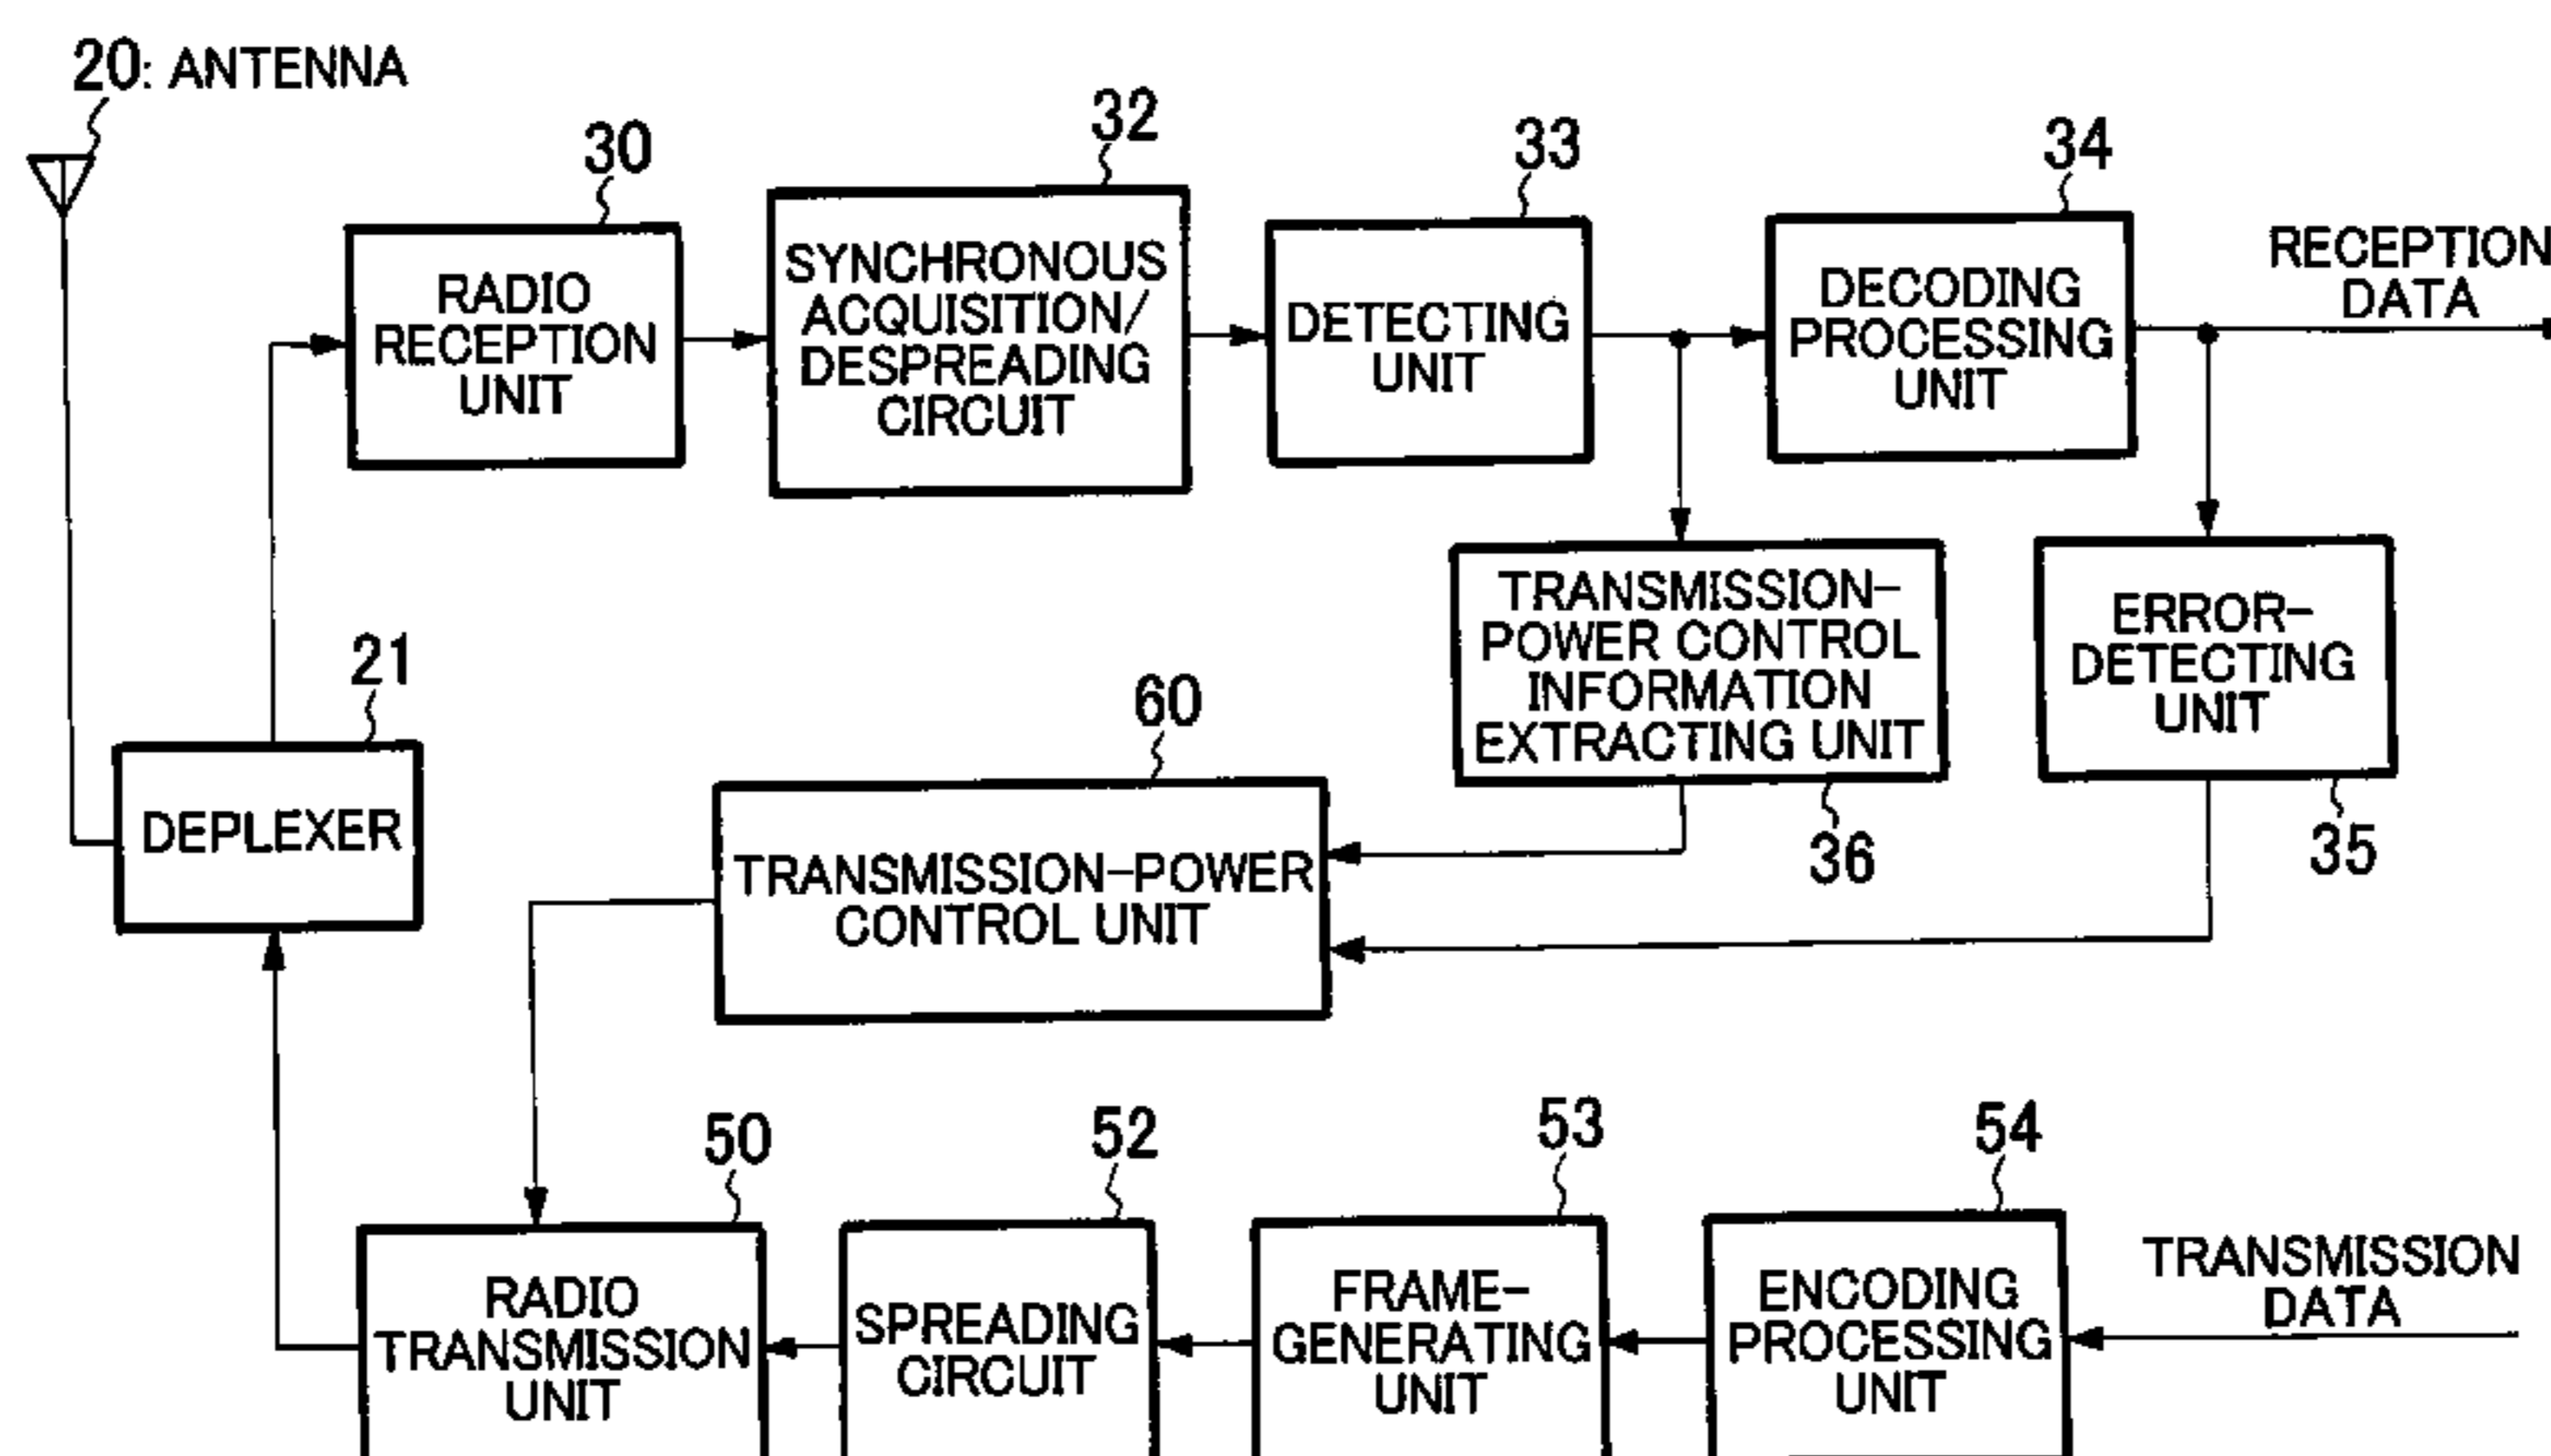 20: ANTENNA
30
RADIO
RECEPTION
UNIT
32
SYNCHRONOUS
ACQUISITION/
DESPREADING
CIRCUIT
33
DETECTING
UNIT
34
DECODING
PROCESSING
UNIT
RECEPTION
DATA
TRANSMISSION-
POWER CONTROL
INFORMATION
EXTRACTING UNIT
36
ERROR-
DETECTING
UNIT
35
21
DEPLEXER
60
TRANSMISSION-POWER
CONTROL UNIT
50
RADIO
TRANSMISSION
UNIT
52
SPREADING
CIRCUIT
53
FRAME-
GENERATING
UNIT
54
ENCODING
PROCESSING
UNIT
TRANSMISSION
DATA